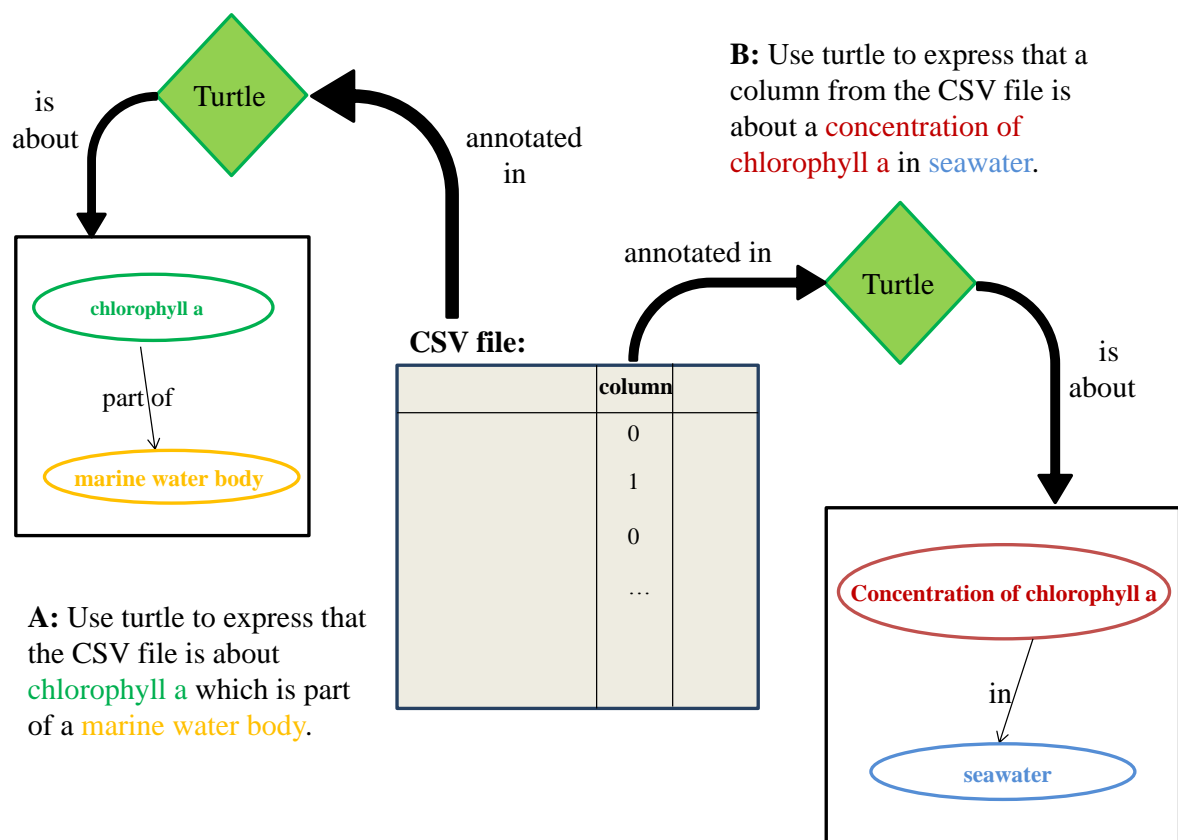 Turtle
is
about
annotated
in
chlorophyll a
part of
marine water body
A: Use turtle to express that
the CSV file is about
chlorophyll a which is part
of a marine water body.
CSV file:
column
0
1
0
…
B: Use turtle to express that a
column from the CSV file is
about a concentration of
chlorophyll a in seawater.
annotated in
Turtle
is
about
Concentration of chlorophyll a
in
seawater